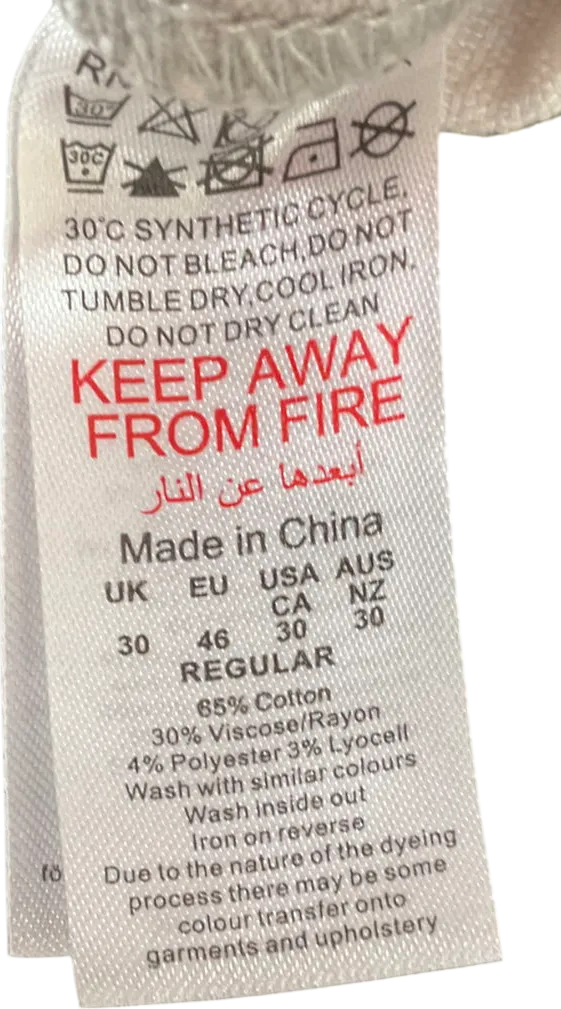 30°
30C
30°C SYNTHETIC CYCLE.
DO NOT BLEACH,DO NOT
TUMBLE DRY,COOL IRON.
DO NOT DRY CLEAN
KEEP AWAY
FROM FIRE
أبعدها عن النار
Made in China
UK EU USA AUS
CA NZ
30 46 30 30
REGULAR
65% Cotton
30% Viscose/Rayon
4% Polyester 3% Lyocell
Wash with similar colours
Wash inside out
Iron on reverse
Due to the nature of the dyeing
process there may be some
colour transfer onto
garments and upholstery